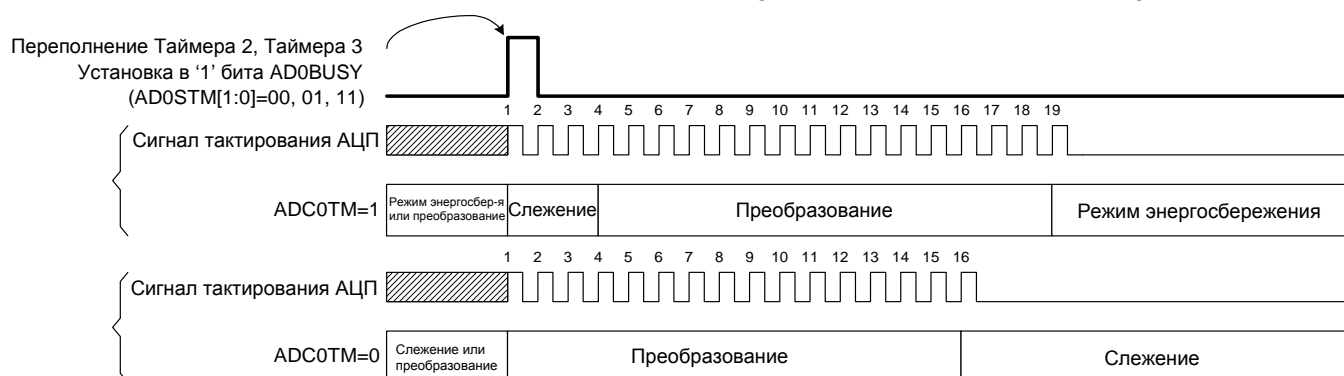 Переполнение Таймера 2, Таймера 3
Установка в ‘1’ бита AD0BUSY
(AD0STM[1:0]=00, 01, 11)
1 2 3 4 5 6 7 8 9 10 11 12 13 14 15 16 17 18 19
Сигнал тактирования АЦП
ADC0TM=1
Режим энергосбер-я
или преобразование
Слежение
Преобразование
Режим энергосбережения
1 2 3 4 5 6 7 8 9 10 11 12 13 14 15 16
Сигнал тактирования АЦП
ADC0TM=0
Слежение или
преобразование
Преобразование
Слежение